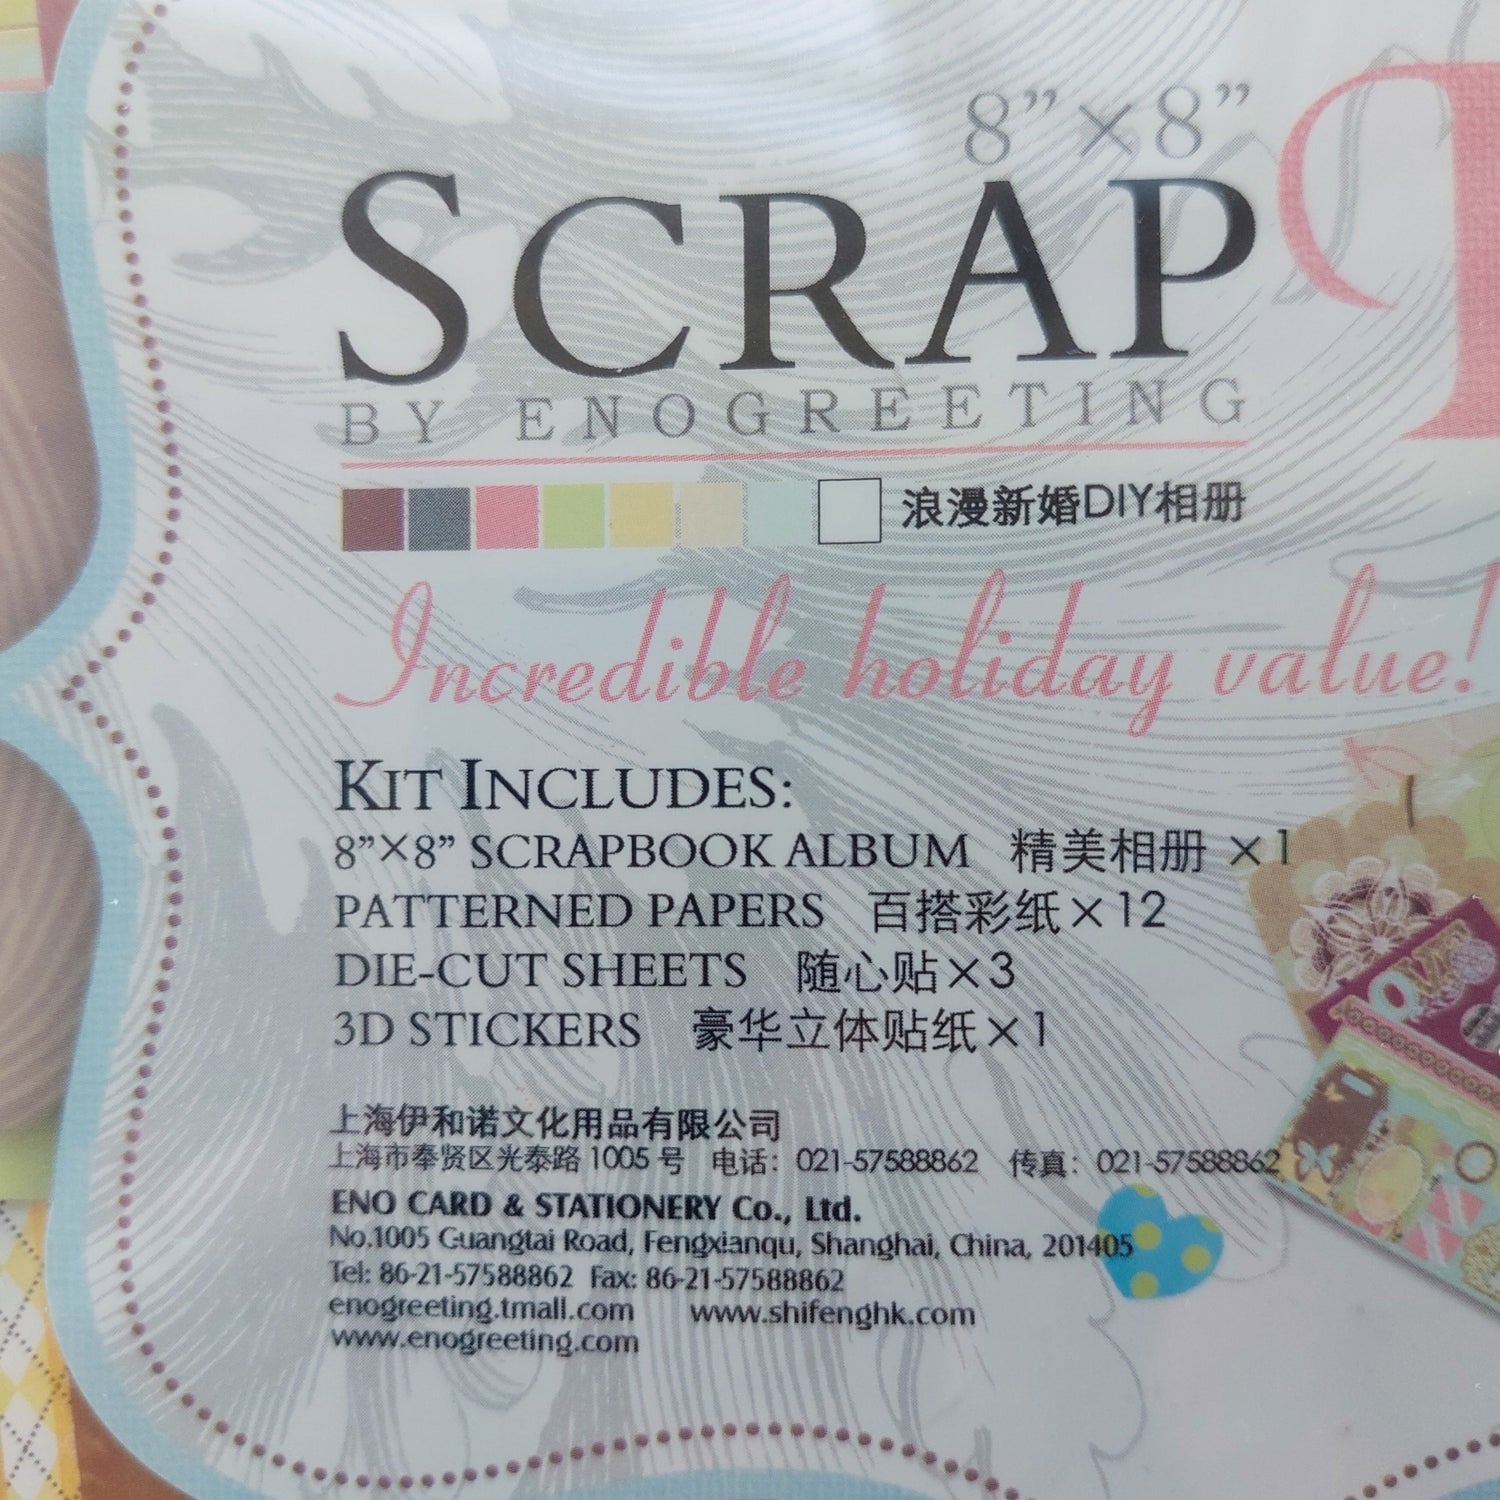 8”×8”
SCRAP
BY ENOGREETING
浪漫新婚DIY相册
Incredible holiday value!
KIT INCLUDES:
8”×8” SCRAPBOOK ALBUM 精美相册 ×1
PATTERNED PAPERS 百搭彩纸×12
DIE-CUT SHEETS 随心贴×3
3D STICKERS 豪华立体贴纸×1
上海伊和诺文化用品有限公司
上海市奉贤区光泰路 1005 号 电话：021-57588862 传真：021-57588862
ENO CARD & STATIONERY Co., Ltd.
No.1005 Guangtai Road, Fengxianqu, Shanghai, China, 201405
Tel: 86-21-57588862 Fax: 86-21-57588862
enogreeting.tmall.com www.shifenghk.com
www.enogreeting.com